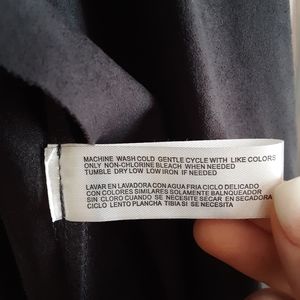 MACHINE WASH COLD GENTLE CYCLE WITH LIKE COLORS
ONLY NON-CHLORINE BLEACH WHEN NEEDED
TUMBLE DRY LOW LOW IRON IF NEEDED
LAVAR EN LAVADORA CON AGUA FRIA CICLO DELICADO
CON COLORES SIMILARES SOLAMENTE BALNQUEADOR
SIN CLORO CUANDO SE NECESITE SECAR EN SECADORA
CICLO LENTO PLANCHA TIBIA SI SE NECESITA